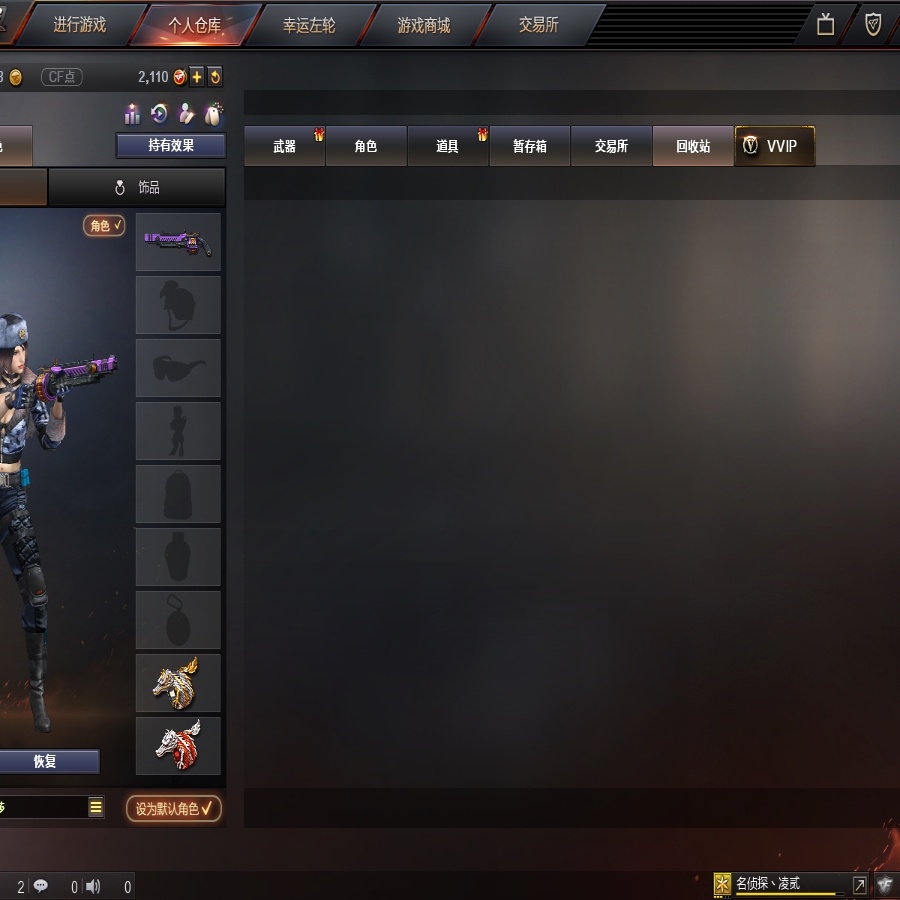 进行游戏
个人仓库
幸运左轮
游戏商城
交易所
CF点
2,110
持有效果
武器
角色
道具
暂存箱
交易所
回收站
VVIP
饰品
角色
恢复
设为默认角色
2
0
0
名侦探丶凌贰